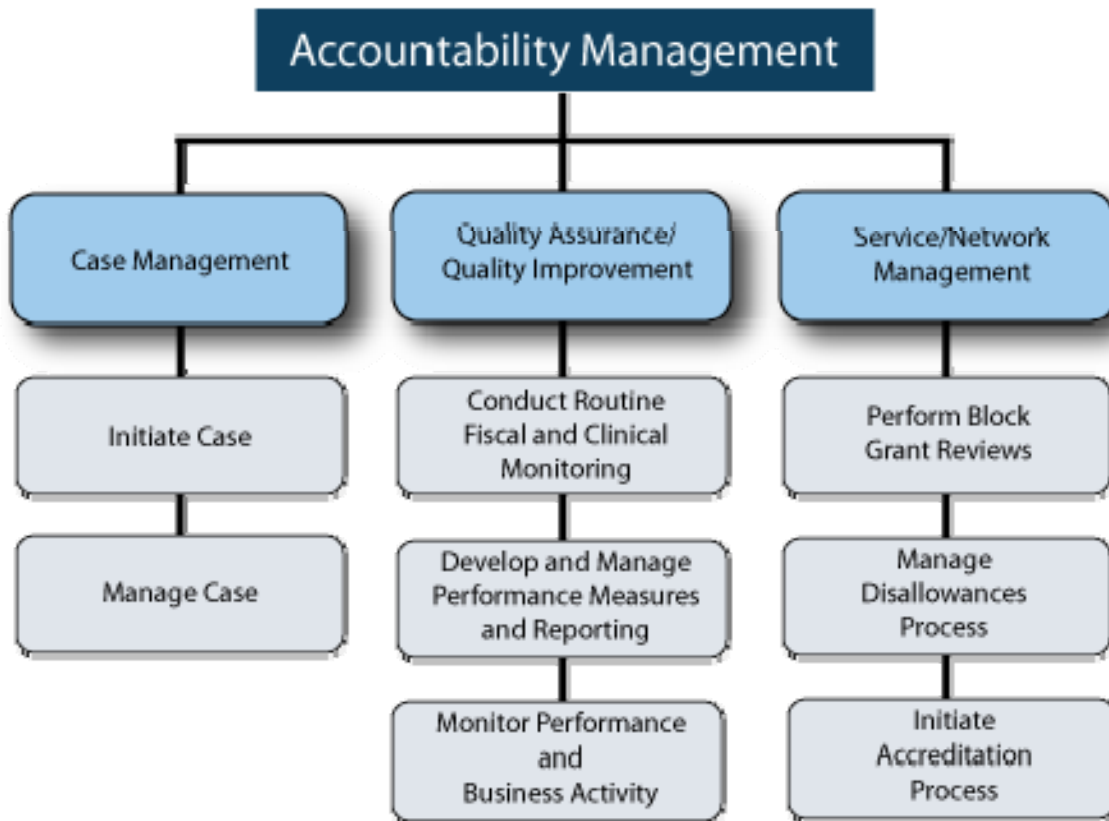 Accountability Management
Case Management
Quality Assurance/
Quality Improvement
Service/Network
Management
Initiate Case
Conduct Routine
Fiscal and Clinical
Monitoring
Perform Block
Grant Reviews
Manage Case
Develop and Manage
Performance Measures
and Reporting
Manage
Disallowances
Process
Monitor Performance
and
Business Activity
Initiate
Accreditation
Process